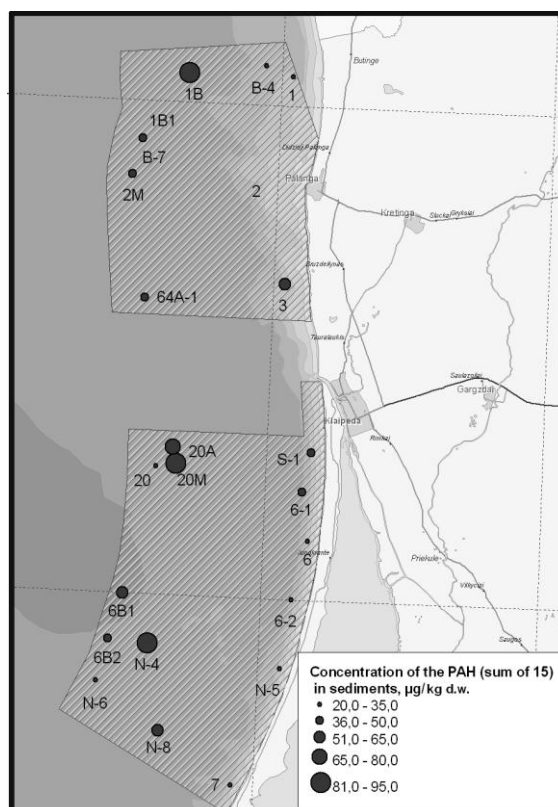 Butinge
B-4
1B
1
1B1
B-7
Palanga
2M
2
Kretinga
64A-1
3
Gargzdai
Klaipeda
S-1
20A
20
20M
6-1
6
Priekule
6B1
6-2
6B2
N-4
N-5
N-6
N-8
7
Concentration of the PAH (sum of 15)
in sediments, µg/kg d.w.
20,0 - 35,0
36,0 - 50,0
51,0 - 65,0
65,0 - 80,0
81,0 - 95,0